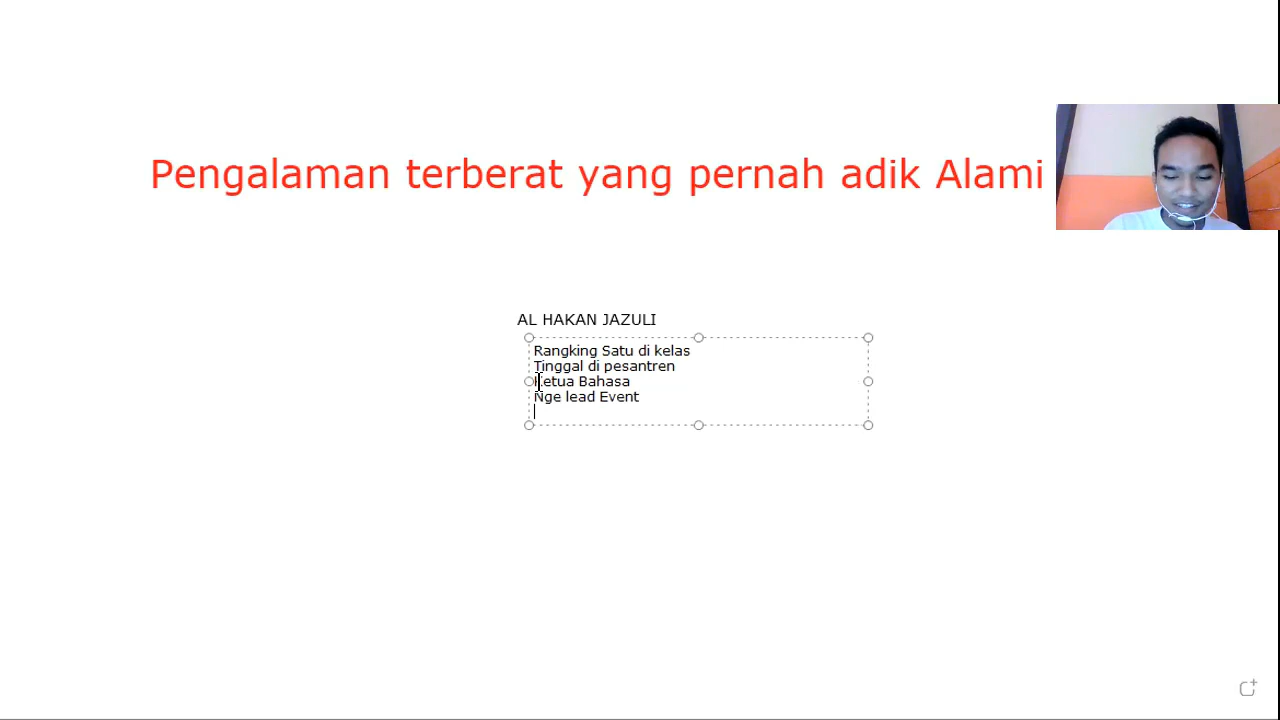 Pengalaman terberat yang pernah adik Alami
AL HAKAN JAZULI
Rangking Satu di kelas
Tinggal di pesantren
Ketua Bahasa
Nge lead Event